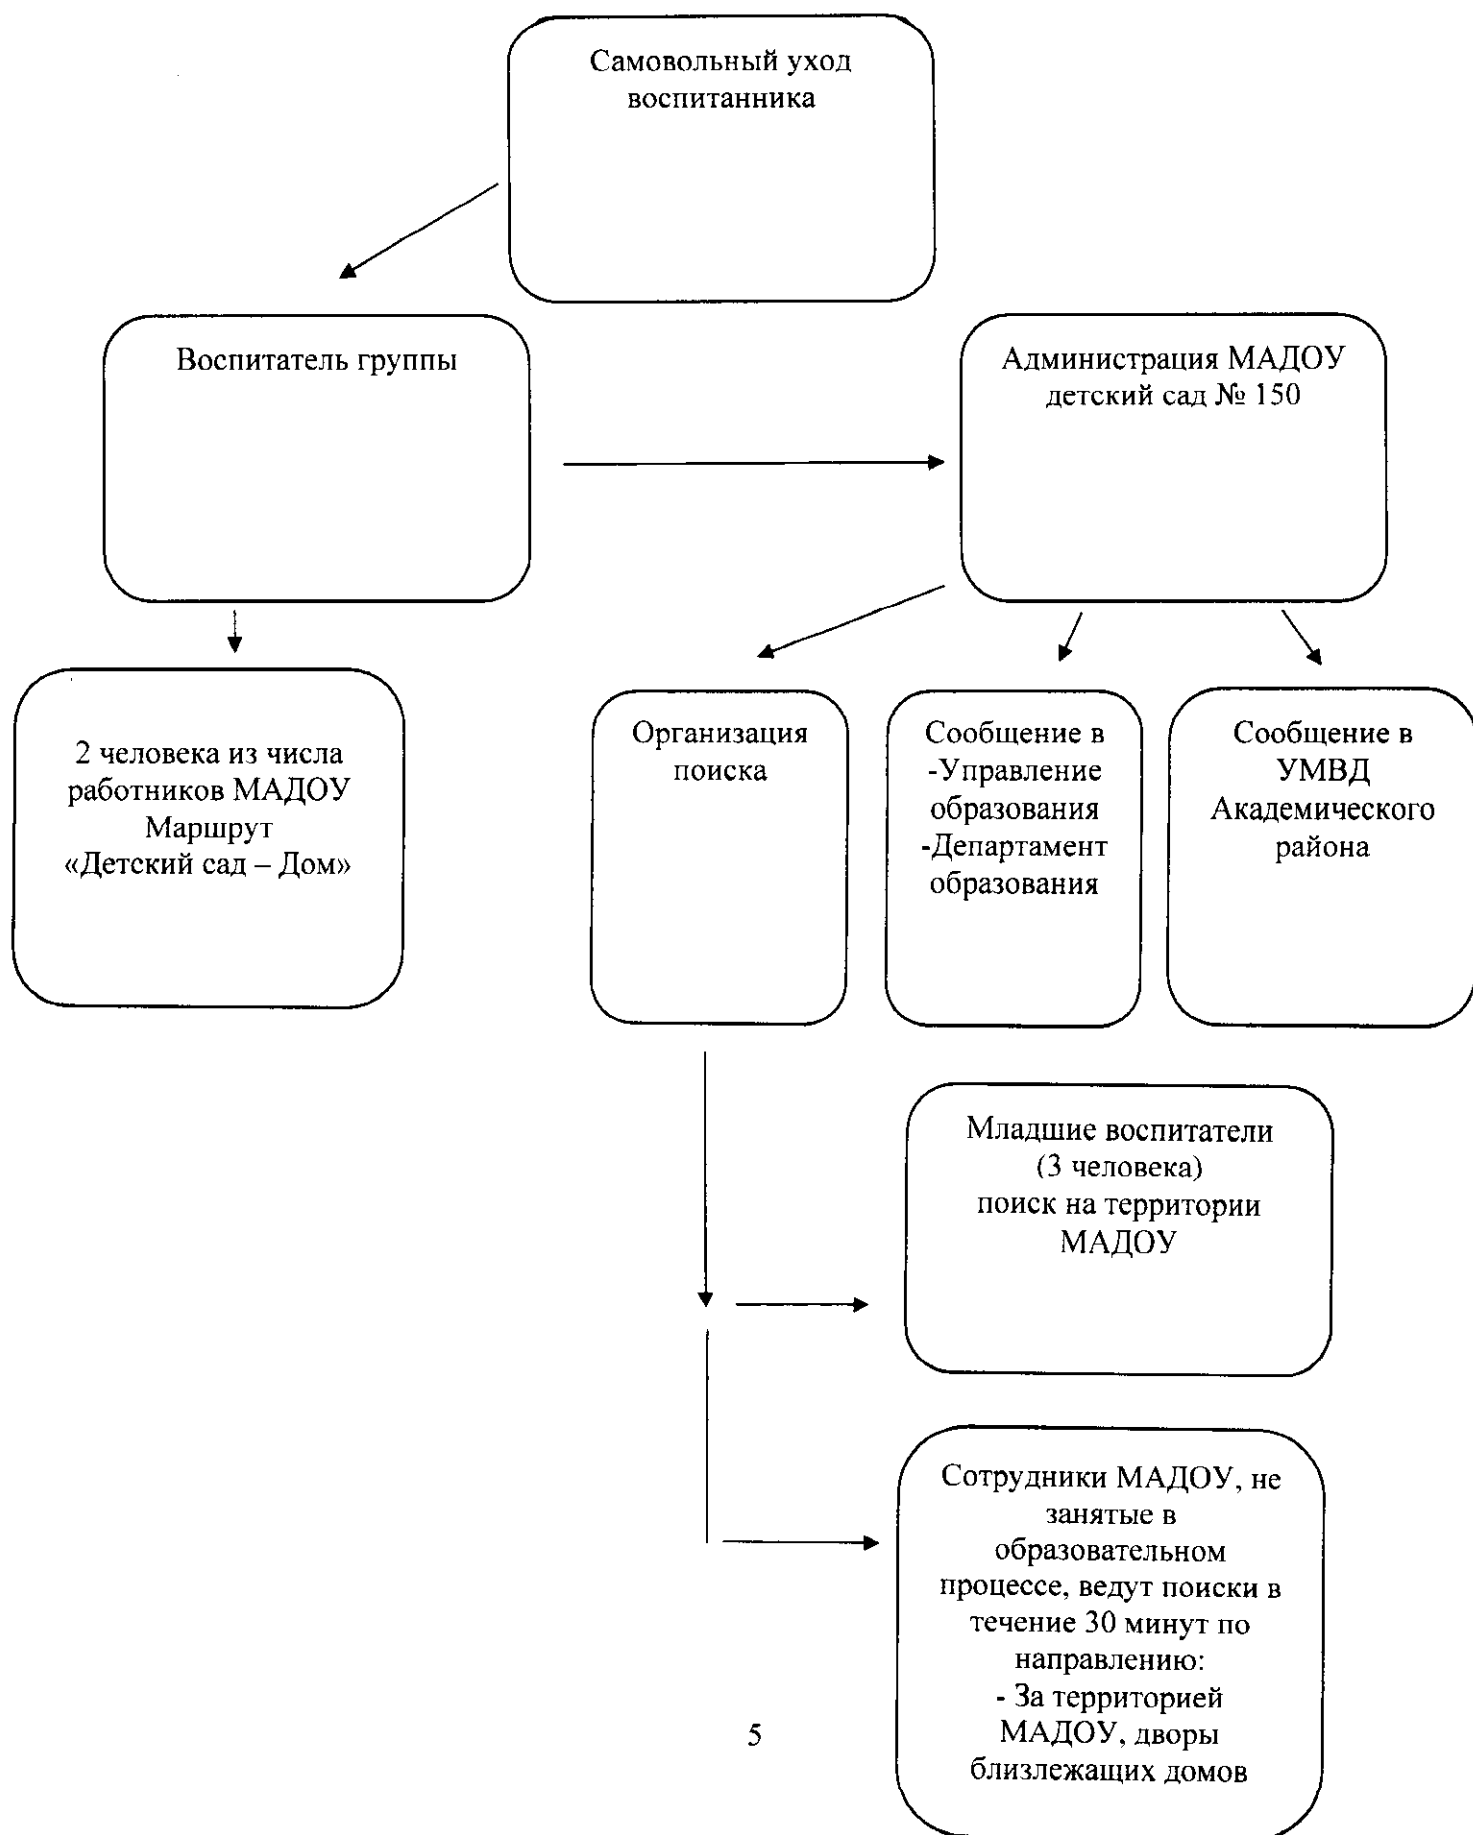 Самовольный уход
воспитанника
Воспитатель группы
Администрация МАДОУ
детский сад № 150
2 человека из числа
работников МАДОУ
Маршрут
«Детский сад – Дом»
Организация
поиска
Сообщение в
-Управление
образования
-Департамент
образования
Сообщение в
УМВД
Академического
района
Младшие воспитатели
(3 человека)
поиск на территории
МАДОУ
Сотрудники МАДОУ, не
занятые в
образовательном
процессе, ведут поиски в
течение 30 минут по
направлению:
- За территорией
МАДОУ, дворы
близлежащих домов
5